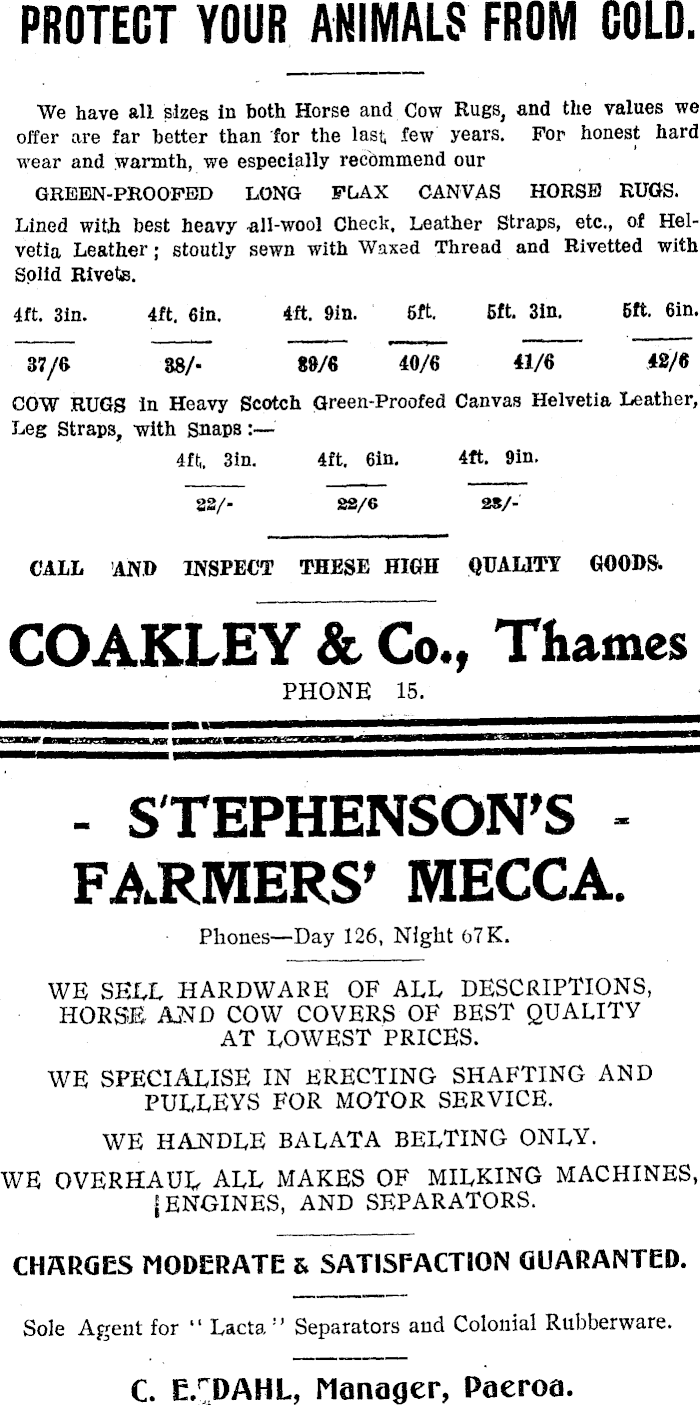 PROTECT YOUR ANIMALS FROM COLD.
We have all sizes in both Horse and Cow Rugs, and the values we
offer are far better than for the last few years. For honest hard
wear and warmth, we especially recommend our
GREEN-PROOFED LONG FLAX CANVAS HORSE RUGS.
Lined with best heavy all-wool Check, Leather Straps, etc., of Hel-
vetia Leather; stoutly sewn with Waxed Thread and Rivetted with
Solid Rivets.
4ft. 3in. 4ft. 6in. 4ft. 9in. 5ft. 5ft. 3in. 5ft. 6in.
37/6 38/- 39/6 40/6 41/6 42/6
COW RUGS in Heavy Scotch Green-Proofed Canvas Helvetia Leather,
Leg Straps, with Snaps:—
4ft. 3in. 4ft. 6in. 4ft. 9in.
22/- 22/6 23/-
CALL AND INSPECT THESE HIGH QUALITY GOODS.
COAKLEY & Co., Thames
PHONE 15.
- STEPHENSON'S -
FARMERS' MECCA.
Phones—Day 126, Night 67K.
WE SELL HARDWARE OF ALL DESCRIPTIONS,
HORSE AND COW COVERS OF BEST QUALITY
AT LOWEST PRICES.
WE SPECIALISE IN ERECTING SHAFTING AND
PULLEYS FOR MOTOR SERVICE.
WE HANDLE BALATA BELTING ONLY.
WE OVERHAUL ALL MAKES OF MILKING MACHINES,
ENGINES, AND SEPARATORS.
CHARGES MODERATE & SATISFACTION GUARANTED.
Sole Agent for "Lacta" Separators and Colonial Rubberware.
C. E. DAHL, Manager, Paeroa.